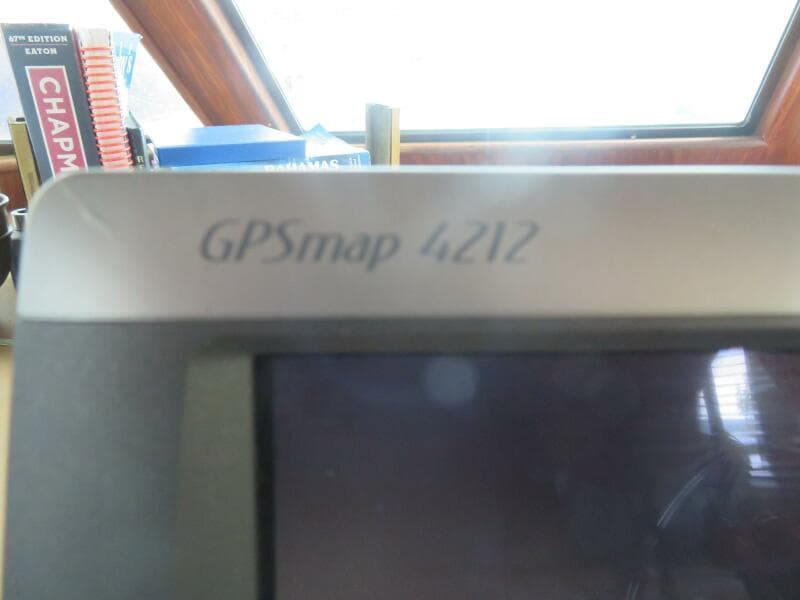 67TH EDITION
EATON
CHAPM
BAHAMAS
GPSmap 4212